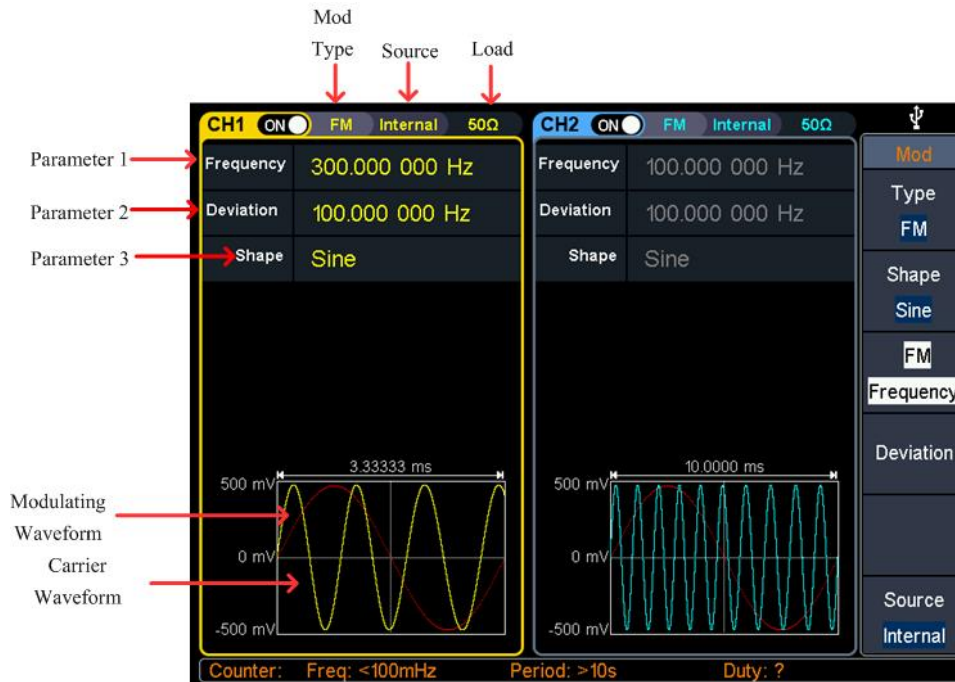 Mod
Type
Source
Load
CH1 ON FM Internal 50Ω
CH2 ON FM Internal 50Ω
Parameter 1
Frequency 300.000 000 Hz
Frequency 100.000 000 Hz
Mod
Parameter 2
Deviation 100.000 000 Hz
Deviation 100.000 000 Hz
Type
FM
Parameter 3
Shape Sine
Shape Sine
Shape
Sine
FM
Frequency
Deviation
3.33333 ms
10.0000 ms
500 mV
500 mV
Modulating
Waveform
0 mV
0 mV
Carrier
Waveform
-500 mV
-500 mV
Source
Internal
Counter: Freq: <100mHz Period: >10s Duty: ?